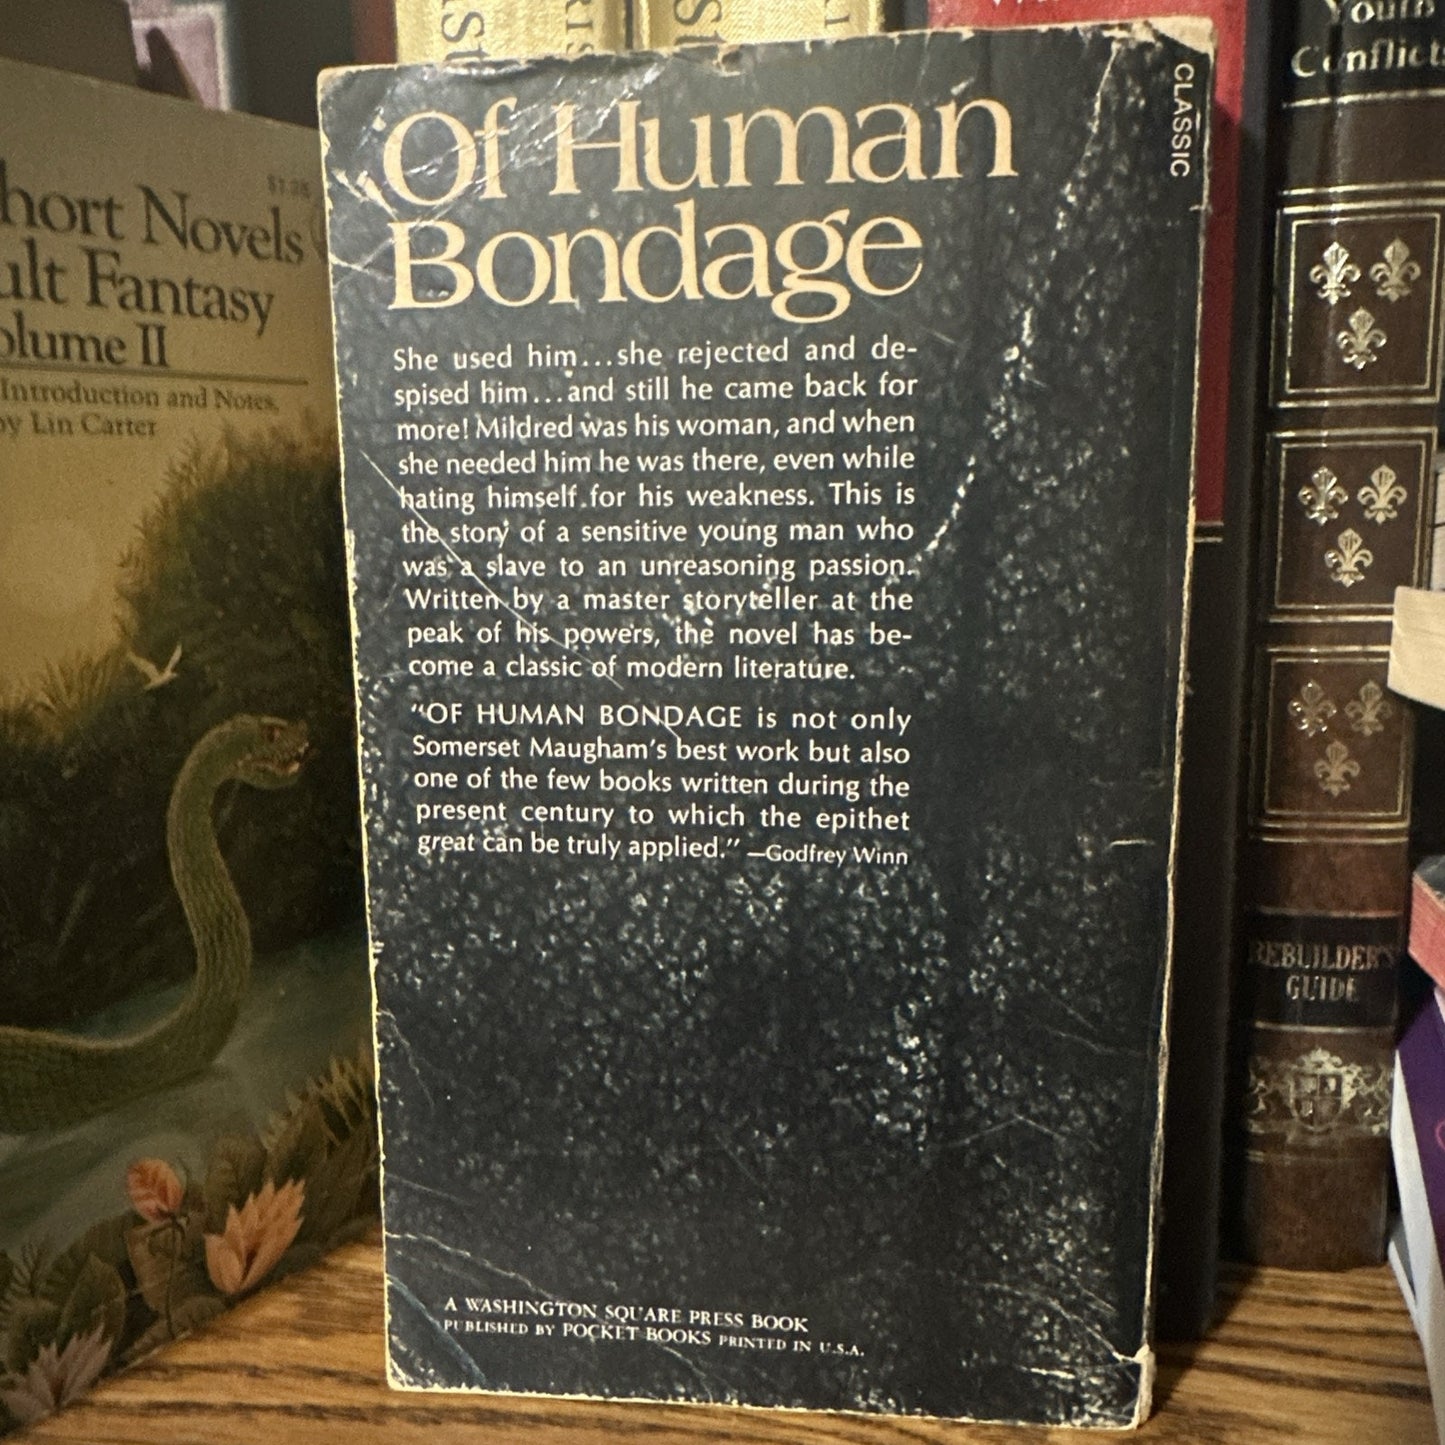 Of Human
Bondage
She used him...she rejected and de-
spised him...and still he came back for
more! Mildred was his woman, and when
she needed him he was there, even while
hating himself for his weakness. This is
the story of a sensitive young man who
was a slave to an unreasoning passion.
Written by a master storyteller at the
peak of his powers, the novel has be-
come a classic of modern literature.
"OF HUMAN BONDAGE is not only
Somerset Maugham's best work but also
one of the few books written during the
present century to which the epithet
great can be truly applied." —Godfrey Winn
A WASHINGTON SQUARE PRESS BOOK
PUBLISHED BY POCKET BOOKS PRINTED IN U.S.A.
CLASSIC
hort Novels
ult Fantasy
olume II
Introduction and Notes,
by Lin Carter
Youth
Conflicts
REBUILDER'S
GUIDE